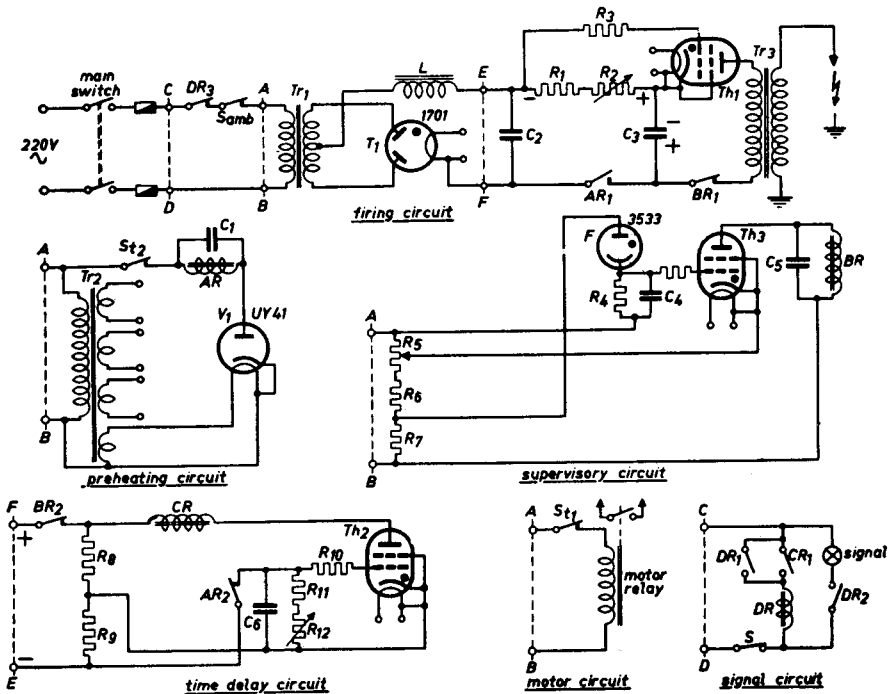 main switch
220V
~
C
DR3
Samb
A
Tr1
L
E
R3
R1
R2
Th1
Tr3
T1
1701
C2
C3
−
+
−
+
AR1
BR1
D
B
F
firing circuit
A
St2
C1
AR
Tr2
V1 UY41
B
preheating circuit
F
3533
Th3
R4
C4
C5
BR
A
R5
R6
R7
B
supervisory circuit
F
+
BR2
CR
Th2
R8
R10
AR2
R11
C6
R12
R9
−
E
time delay circuit
A
St1
motor relay
B
motor circuit
C
DR1
CR1
signal
DR
DR2
S
D
signal circuit